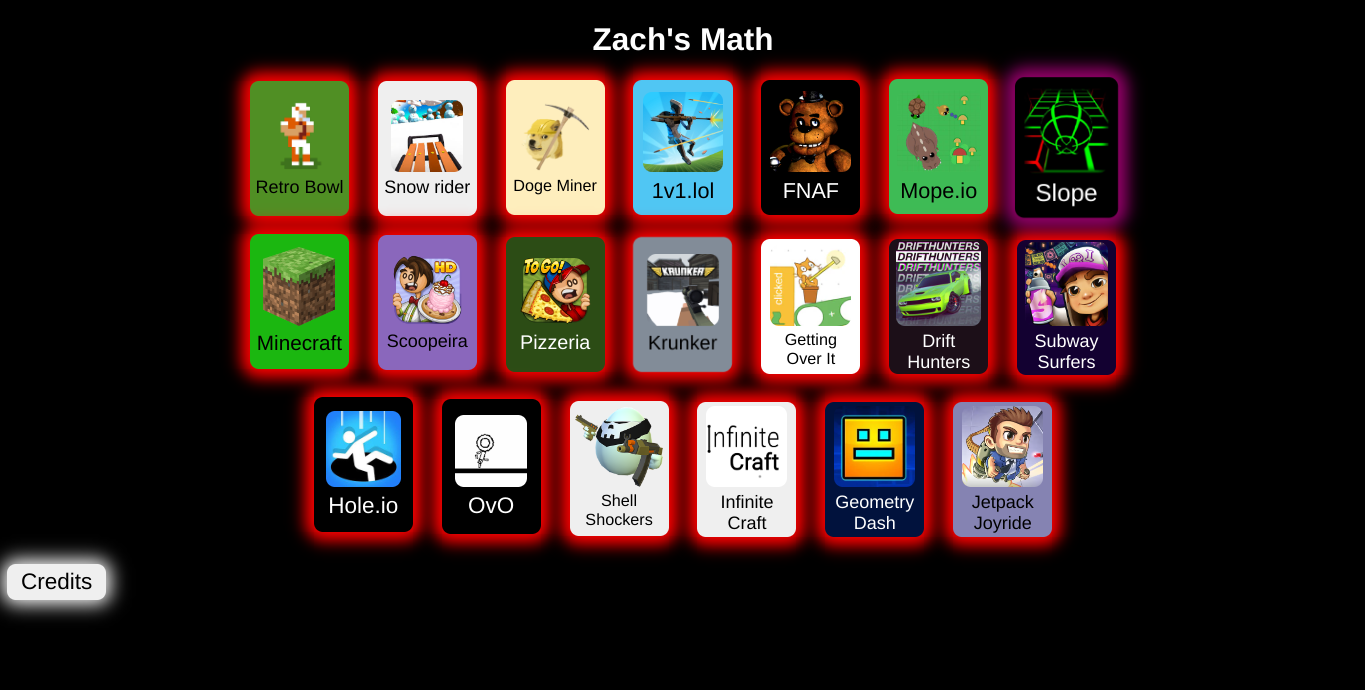 Zach's Math
Retro Bowl
Snow rider
Doge Miner
1v1.lol
FNAF
Mope.io
Slope
Minecraft
HD
Scoopeira
TO GO!
Pizzeria
KRUNKER
Krunker
clicked
Getting
Over It
DRIFTHUNTERS
DRIFTHUNTERS
DRIFTHUNTERS
Drift
Hunters
Subway
Surfers
Hole.io
OvO
Shell
Shockers
Infinite
Craft
Infinite
Craft
Geometry
Dash
Jetpack
Joyride
Credits